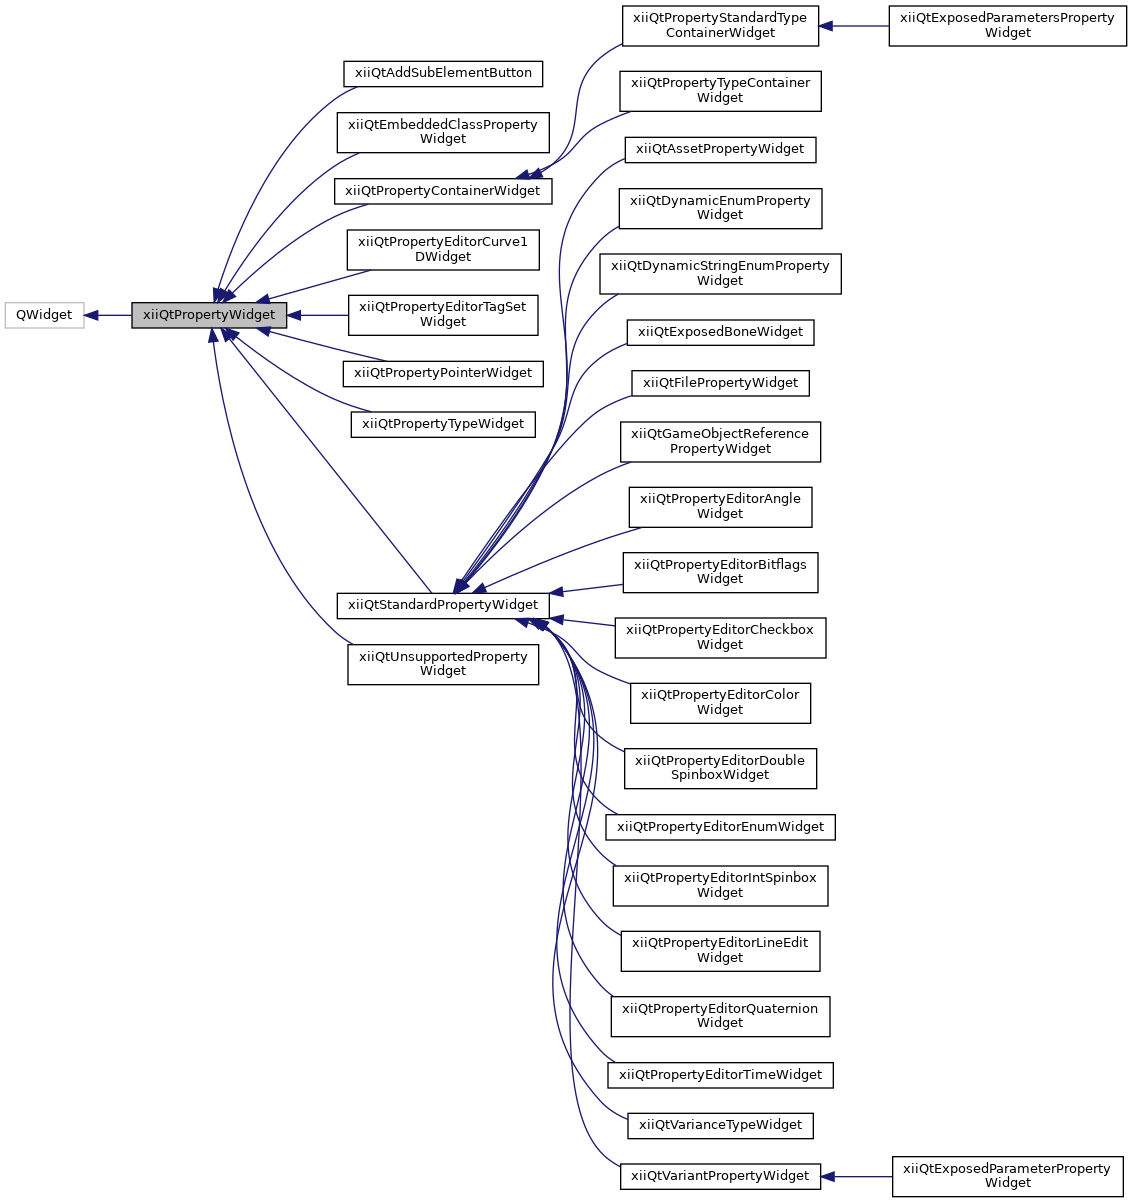 QWidget
xiiQtPropertyWidget
xiiQtAddSubElementButton
xiiQtEmbeddedClassProperty
Widget
xiiQtPropertyContainerWidget
xiiQtPropertyEditorCurve1
DWidget
xiiQtPropertyEditorTagSet
Widget
xiiQtPropertyPointerWidget
xiiQtPropertyTypeWidget
xiiQtStandardPropertyWidget
xiiQtUnsupportedProperty
Widget
xiiQtPropertyStandardType
ContainerWidget
xiiQtPropertyTypeContainer
Widget
xiiQtAssetPropertyWidget
xiiQtDynamicEnumProperty
Widget
xiiQtDynamicStringEnumProperty
Widget
xiiQtExposedBoneWidget
xiiQtFilePropertyWidget
xiiQtGameObjectReference
PropertyWidget
xiiQtPropertyEditorAngle
Widget
xiiQtPropertyEditorBitflags
Widget
xiiQtPropertyEditorCheckbox
Widget
xiiQtPropertyEditorColor
Widget
xiiQtPropertyEditorDouble
SpinboxWidget
xiiQtPropertyEditorEnumWidget
xiiQtPropertyEditorIntSpinbox
Widget
xiiQtPropertyEditorLineEdit
Widget
xiiQtPropertyEditorQuaternion
Widget
xiiQtPropertyEditorTimeWidget
xiiQtVarianceTypeWidget
xiiQtVariantPropertyWidget
xiiQtExposedParametersProperty
Widget
xiiQtExposedParameterProperty
Widget